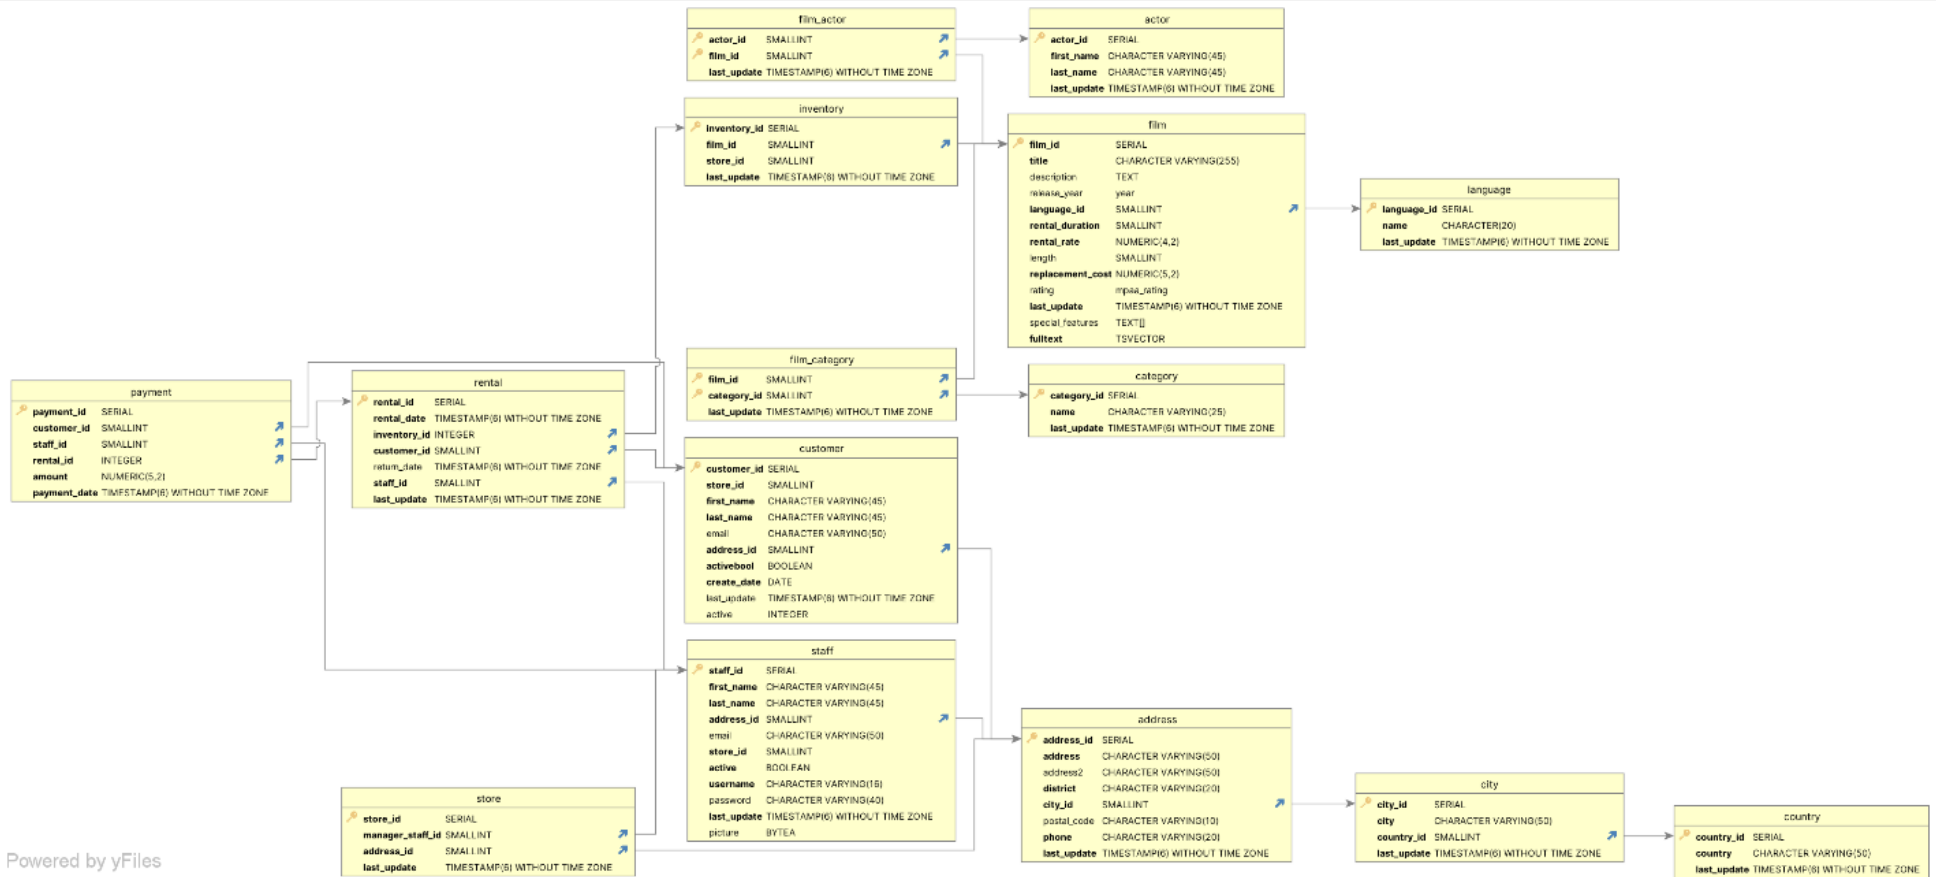 film_actor
actor_id SMALLINT
film_id SMALLINT
last_update TIMESTAMP(6) WITHOUT TIME ZONE
actor
actor_id SERIAL
first_name CHARACTER VARYING(45)
last_name CHARACTER VARYING(45)
last_update TIMESTAMP(6) WITHOUT TIME ZONE
inventory
inventory_id SERIAL
film_id SMALLINT
store_id SMALLINT
last_update TIMESTAMP(6) WITHOUT TIME ZONE
film
film_id SERIAL
title CHARACTER VARYING(255)
description TEXT
release_year year
language_id SMALLINT
rental_duration SMALLINT
rental_rate NUMERIC(4,2)
length SMALLINT
replacement_cost NUMERIC(5,2)
rating mpaa_rating
last_update TIMESTAMP(6) WITHOUT TIME ZONE
special_features TEXT[]
fulltext TSVECTOR
language
language_id SERIAL
name CHARACTER(20)
last_update TIMESTAMP(6) WITHOUT TIME ZONE
payment
payment_id SERIAL
customer_id SMALLINT
staff_id SMALLINT
rental_id INTEGER
amount NUMERIC(5,2)
payment_date TIMESTAMP(6) WITHOUT TIME ZONE
rental
rental_id SERIAL
rental_date TIMESTAMP(6) WITHOUT TIME ZONE
inventory_id INTEGER
customer_id SMALLINT
return_date TIMESTAMP(6) WITHOUT TIME ZONE
staff_id SMALLINT
last_update TIMESTAMP(6) WITHOUT TIME ZONE
film_category
film_id SMALLINT
category_id SMALLINT
last_update TIMESTAMP(6) WITHOUT TIME ZONE
category
category_id SERIAL
name CHARACTER VARYING(25)
last_update TIMESTAMP(6) WITHOUT TIME ZONE
customer
customer_id SERIAL
store_id SMALLINT
first_name CHARACTER VARYING(45)
last_name CHARACTER VARYING(45)
email CHARACTER VARYING(50)
address_id SMALLINT
activebool BOOLEAN
create_date DATE
last_update TIMESTAMP(6) WITHOUT TIME ZONE
active INTEGER
staff
staff_id SERIAL
first_name CHARACTER VARYING(45)
last_name CHARACTER VARYING(45)
address_id SMALLINT
email CHARACTER VARYING(50)
store_id SMALLINT
active BOOLEAN
username CHARACTER VARYING(16)
password CHARACTER VARYING(40)
last_update TIMESTAMP(6) WITHOUT TIME ZONE
picture BYTEA
store
store_id SERIAL
manager_staff_id SMALLINT
address_id SMALLINT
last_update TIMESTAMP(6) WITHOUT TIME ZONE
address
address_id SERIAL
address CHARACTER VARYING(50)
address2 CHARACTER VARYING(50)
district CHARACTER VARYING(20)
city_id SMALLINT
postal_code CHARACTER VARYING(10)
phone CHARACTER VARYING(20)
last_update TIMESTAMP(6) WITHOUT TIME ZONE
city
city_id SERIAL
city CHARACTER VARYING(50)
country_id SMALLINT
last_update TIMESTAMP(6) WITHOUT TIME ZONE
country
country_id SERIAL
country CHARACTER VARYING(50)
last_update TIMESTAMP(6) WITHOUT TIME ZONE
Powered by yFiles